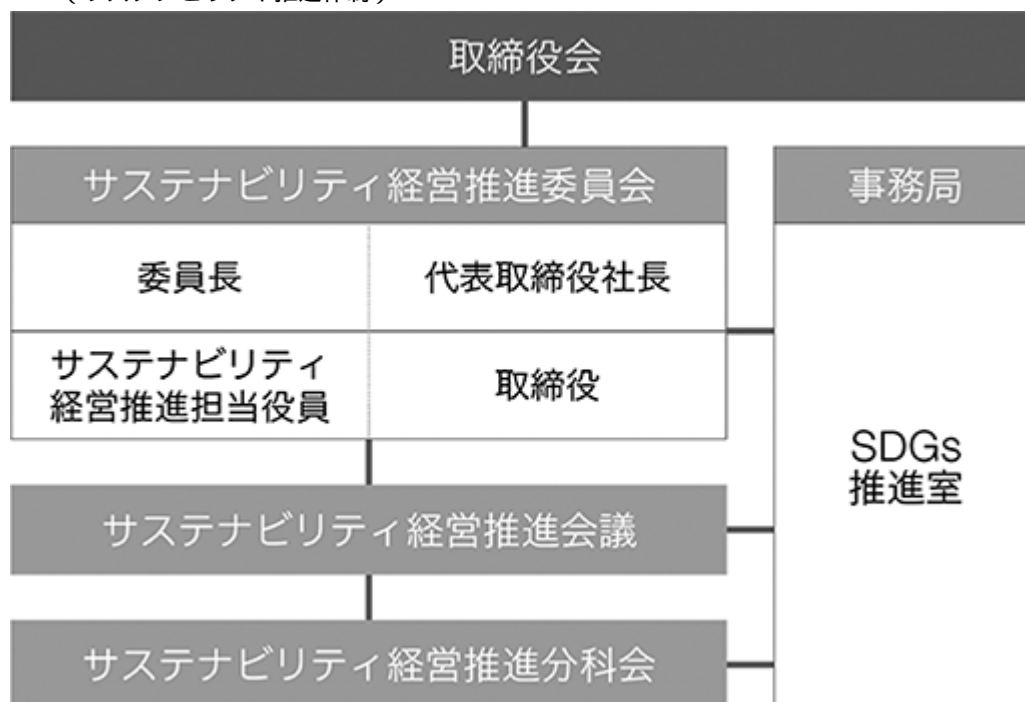 取締役会
サステナビリティ経営推進委員会
事務局
委員長
代表取締役社長
サステナビリティ
経営推進担当役員
取締役
SDGs
推進室
サステナビリティ経営推進会議
サステナビリティ経営推進分科会